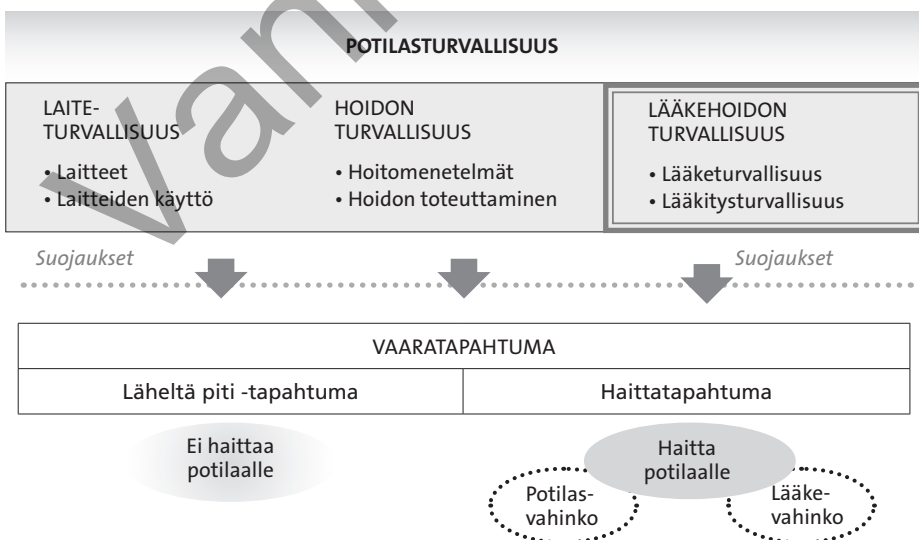 POTILASTURVALLISUUS
LAITE-
TURVALLISUUS
• Laitteet
• Laitteiden käyttö
HOIDON
TURVALLISUUS
• Hoitomenetelmät
• Hoidon toteuttaminen
LÄÄKEHOIDON
TURVALLISUUS
• Lääketurvallisuus
• Lääkitysturvallisuus
Suojaukset
Suojaukset
VAARATAPAHTUMA
Läheltä piti -tapahtuma
Haittatapahtuma
Ei haittaa
potilaalle
Haitta
potilaalle
Potilas-
vahinko
Lääke-
vahinko